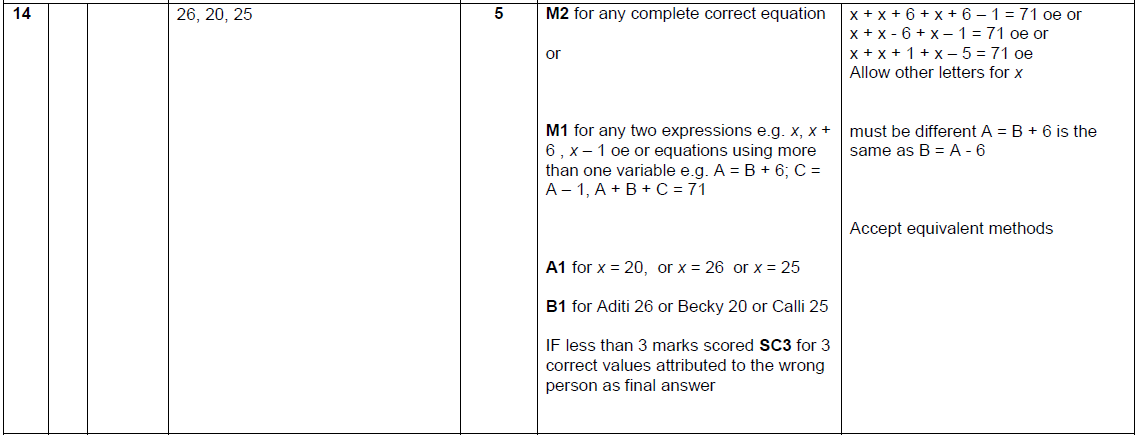 14
26, 20, 25
5
M2 for any complete correct equation
or
M1 for any two expressions e.g. x, x +
6 , x – 1 oe or equations using more
than one variable e.g. A = B + 6; C =
A – 1, A + B + C = 71
A1 for x = 20,  or x = 26  or x = 25
B1 for Aditi 26 or Becky 20 or Calli 25
IF less than 3 marks scored SC3 for 3
correct values attributed to the wrong
person as final answer
x + x + 6 + x + 6 – 1 = 71 oe or
x + x - 6 + x – 1 = 71 oe or
x + x + 1 + x – 5 = 71 oe
Allow other letters for x
must be different A = B + 6 is the
same as B = A - 6
Accept equivalent methods